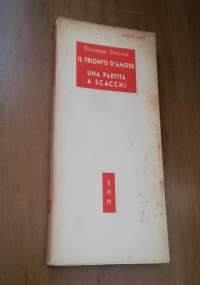 Giuseppe Giacosa
IL TRIONFO D'AMORE
UNA PARTITA
A SCACCHI
B
M
M